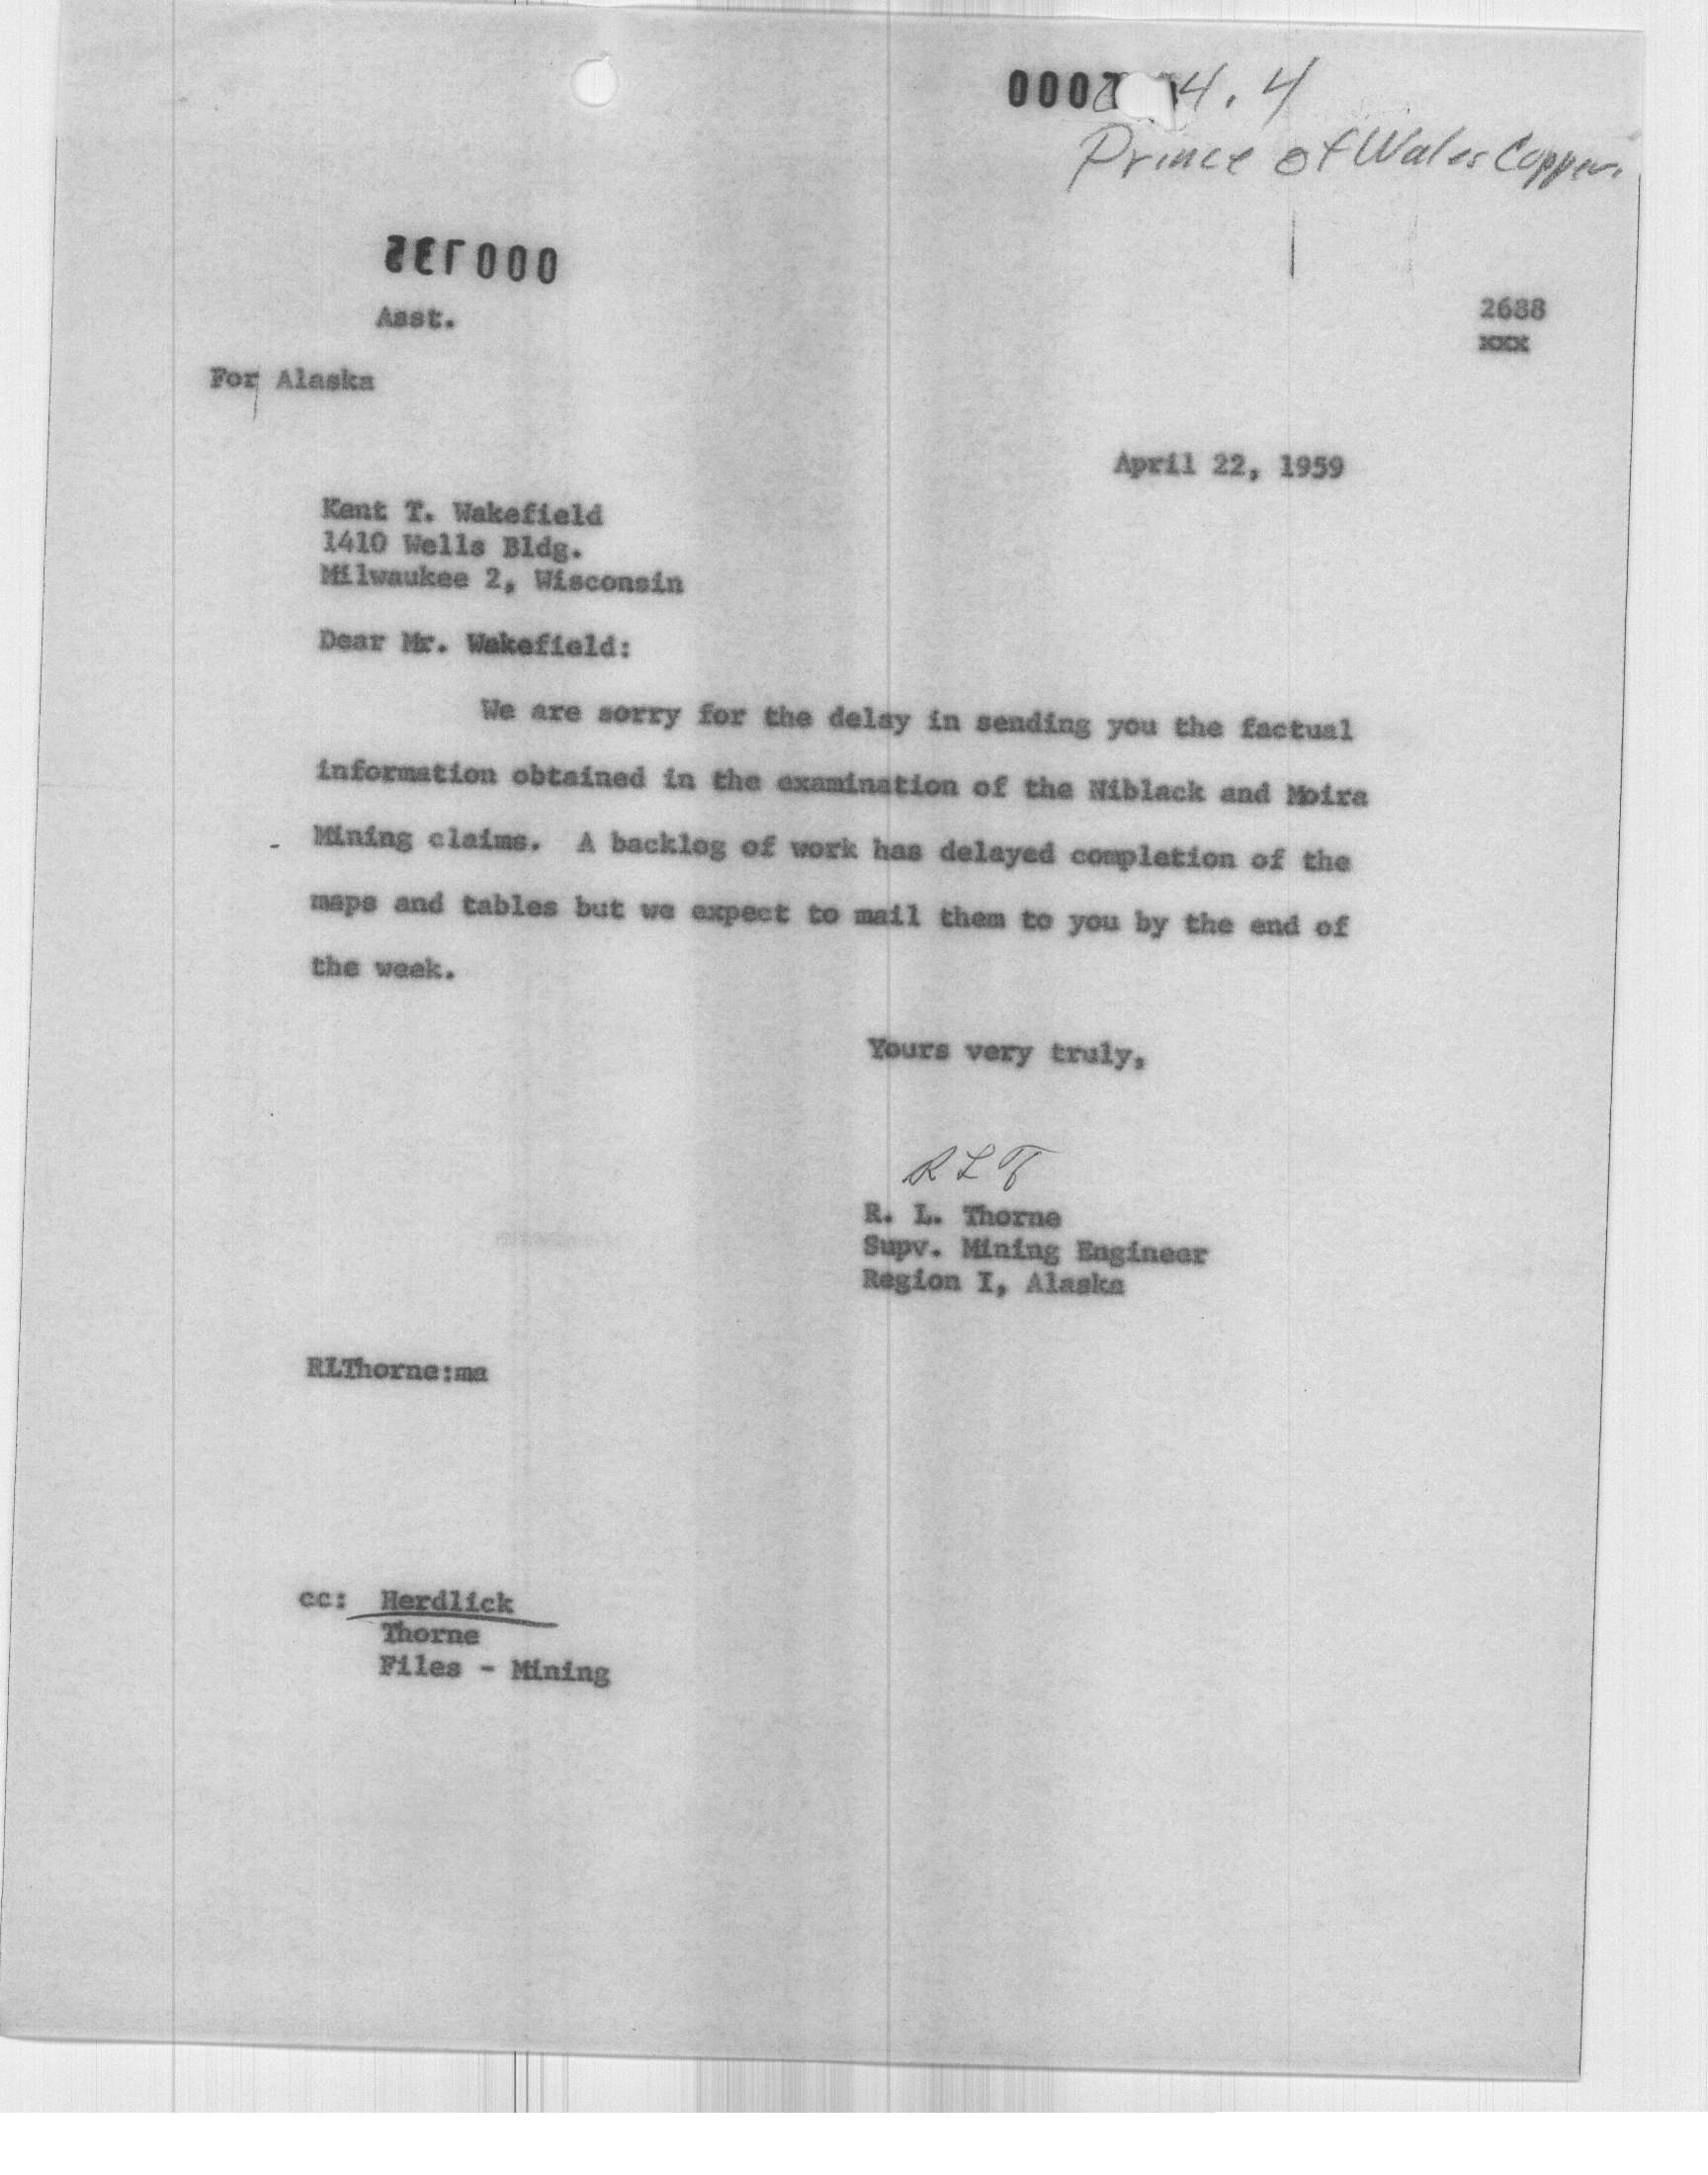 4.4
Prince of Wales Copper
000135
Asst.
2688
xxx
For Alaska
April 22, 1959
Kent T. Wakefield
1410 Wells Bldg.
Milwaukee 2, Wisconsin
Dear Mr. Wakefield:
We are sorry for the delay in sending you the factual
information obtained in the examination of the Niblack and Moira
Mining claims. A backlog of work has delayed completion of the
maps and tables but we expect to mail them to you by the end of
the week.
Yours very truly,
RLT
R. L. Thorne
Supv. Mining Engineer
Region I, Alaska
RLThorne:ma
cc: Herdlick
Thorne
Files - Mining